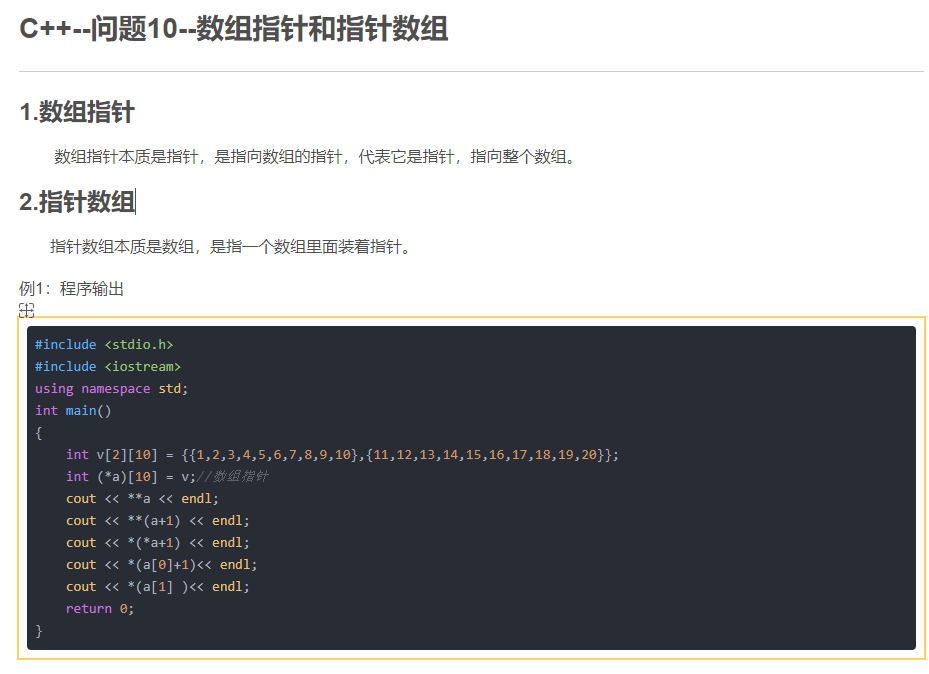 C++--问题10--数组指针和指针数组
1.数组指针
数组指针本质是指针，是指向数组的指针，代表它是指针，指向整个数组。
2.指针数组
指针数组本质是数组，是指一个数组里面装着指针。
例1：程序输出
#include <stdio.h>
#include <iostream>
using namespace std;
int main()
{
    int v[2][10] = {{1,2,3,4,5,6,7,8,9,10},{11,12,13,14,15,16,17,18,19,20}};
    int (*a)[10] = v;//数组指针
    cout << **a << endl;
    cout << **(a+1) << endl;
    cout << *(*a+1) << endl;
    cout << *(a[0]+1)<< endl;
    cout << *(a[1] )<< endl;
    return 0;
}